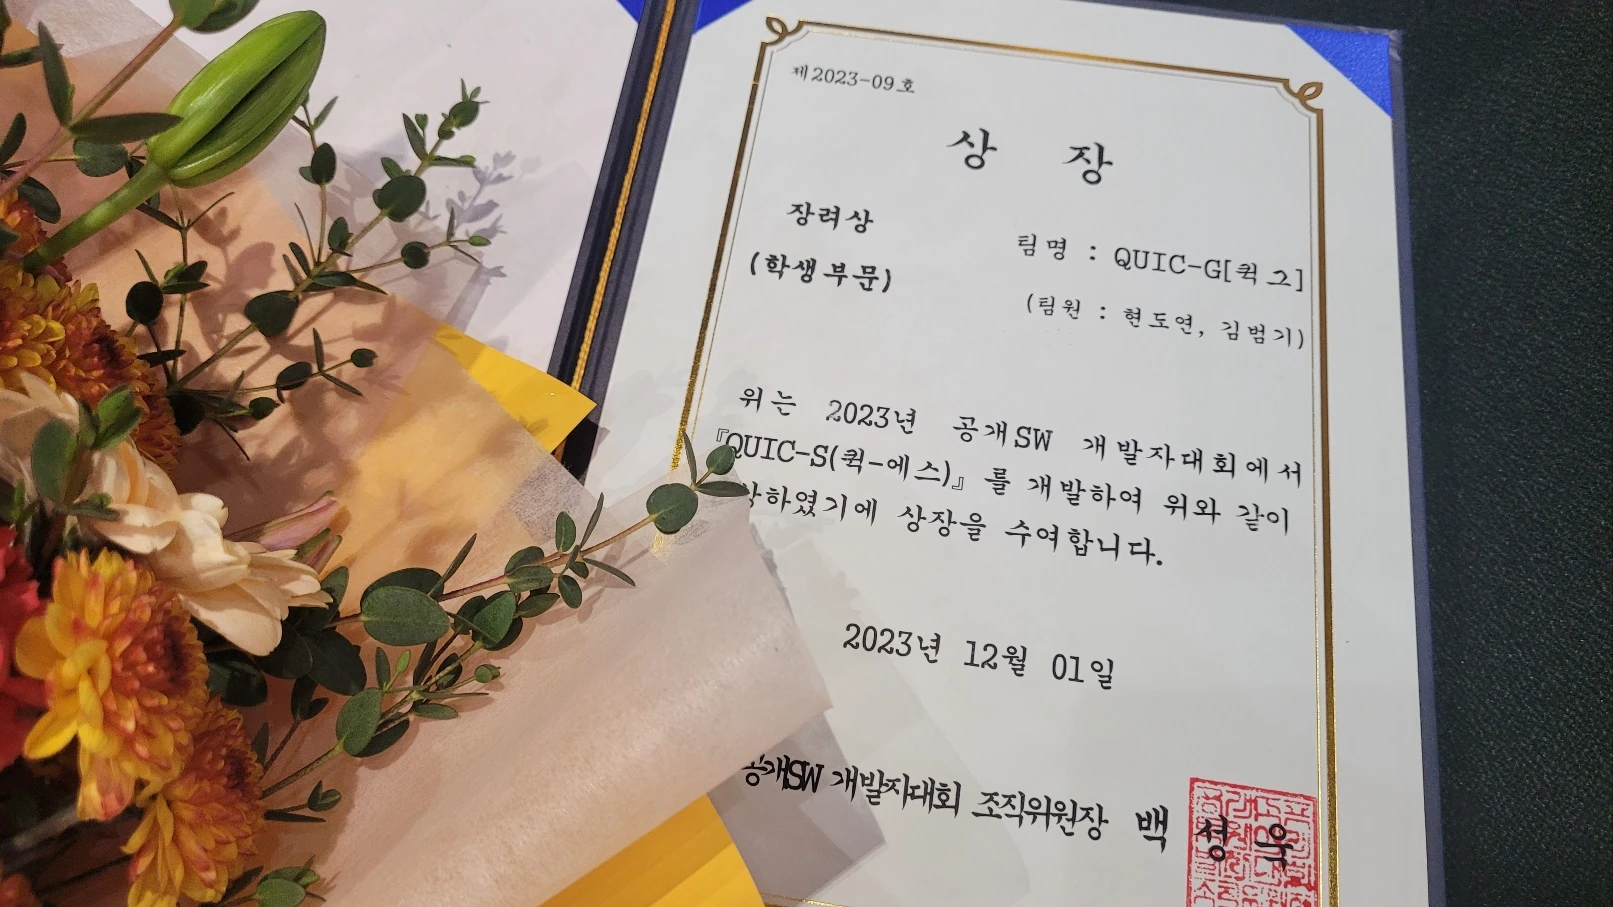 제2023-09호
상 장
장려상
(학생부문)
팀명 : QUIC-G[퀵그]
(팀원 : 현도연, 김범기)
위는 2023년 공개SW 개발자대회에서
『QUIC-S(퀵-에스)』를 개발하여 위와 같이
상하였기에 상장을 수여합니다.
2023년 12월 01일
공개SW 개발자대회 조직위원장 백